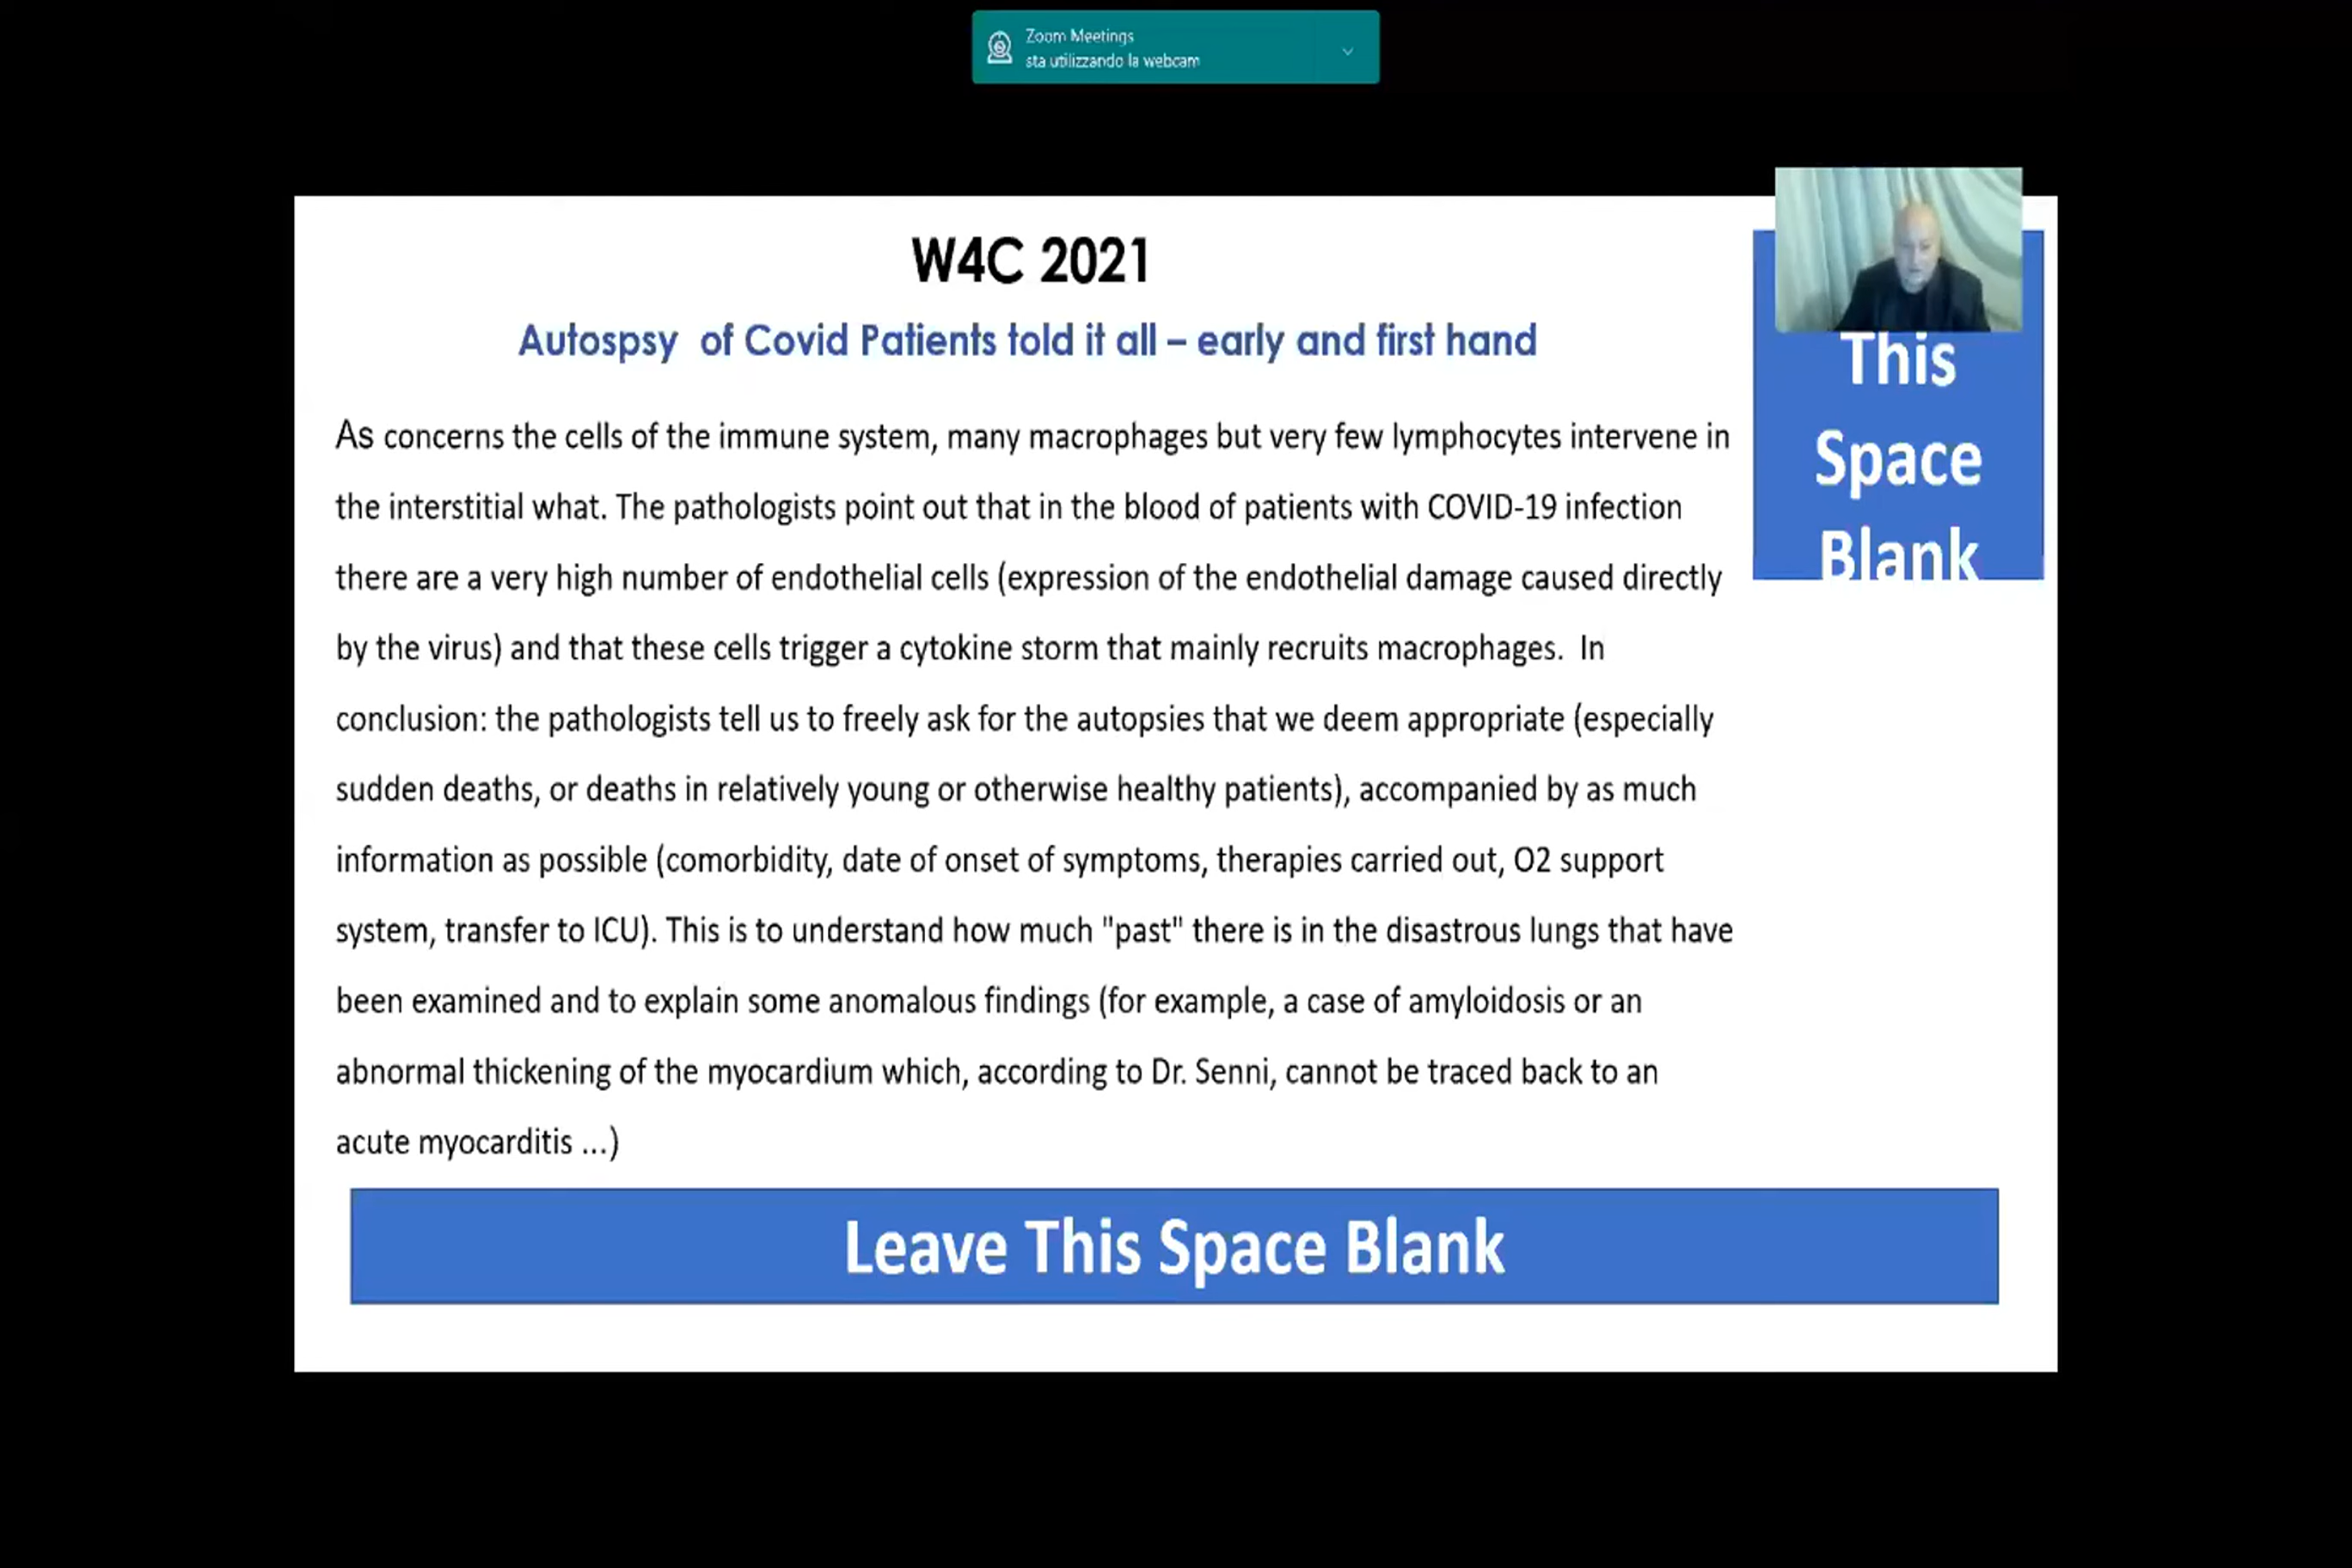 Zoom Meetings
sta utilizzando la webcam
W4C 2021
Autospsy  of Covid Patients told it all – early and first hand
As concerns the cells of the immune system, many macrophages but very few lymphocytes intervene in
the interstitial what. The pathologists point out that in the blood of patients with COVID-19 infection
there are a very high number of endothelial cells (expression of the endothelial damage caused directly
by the virus) and that these cells trigger a cytokine storm that mainly recruits macrophages.  In
conclusion: the pathologists tell us to freely ask for the autopsies that we deem appropriate (especially
sudden deaths, or deaths in relatively young or otherwise healthy patients), accompanied by as much
information as possible (comorbidity, date of onset of symptoms, therapies carried out, O2 support
system, transfer to ICU). This is to understand how much "past" there is in the disastrous lungs that have
been examined and to explain some anomalous findings (for example, a case of amyloidosis or an
abnormal thickening of the myocardium which, according to Dr. Senni, cannot be traced back to an
acute myocarditis ...)
This
Space
Blank
Leave This Space Blank